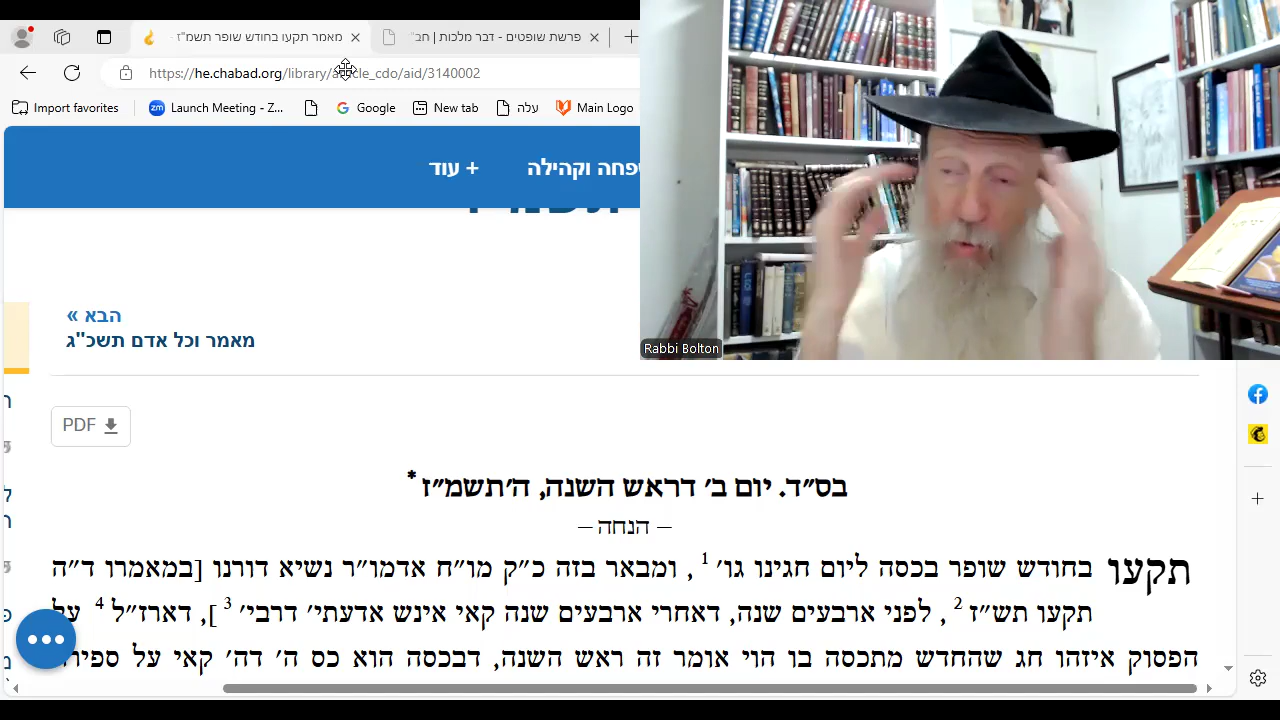 מאמר תקעו בחודש שופר תשמ"ז
פרשת שופטים - דבר מלכות | חב"
https://he.chabad.org/library/article_cdo/aid/3140002
Import favorites
Launch Meeting - Z...
Google
New tab
עלה
Main Logo
שפחה וקהילה
+ עוד
הבא »
מאמר וכל אדם תשכ"ג
Rabbi Bolton
PDF
בס״ד. יום ב׳ דראש השנה, ה׳תשמ״ז *
– הנחה –
תקעו בחודש שופר בכסה ליום חגינו גו׳ 1, ומבאר בזה כ״ק מו״ח אדמו״ר נשיא דורנו [במאמרו ד״ה
תקעו תש״ז 2, לפני ארבעים שנה, דאחרי ארבעים שנה קאי אינש אדעתי׳ דרבי׳ 3], דארז״ל 4 על
הפסוק איזהו חג שהחדש מתכסה בו הוי אומר זה ראש השנה, דבכסה הוא כס ה׳ דה׳ קאי על ספיר